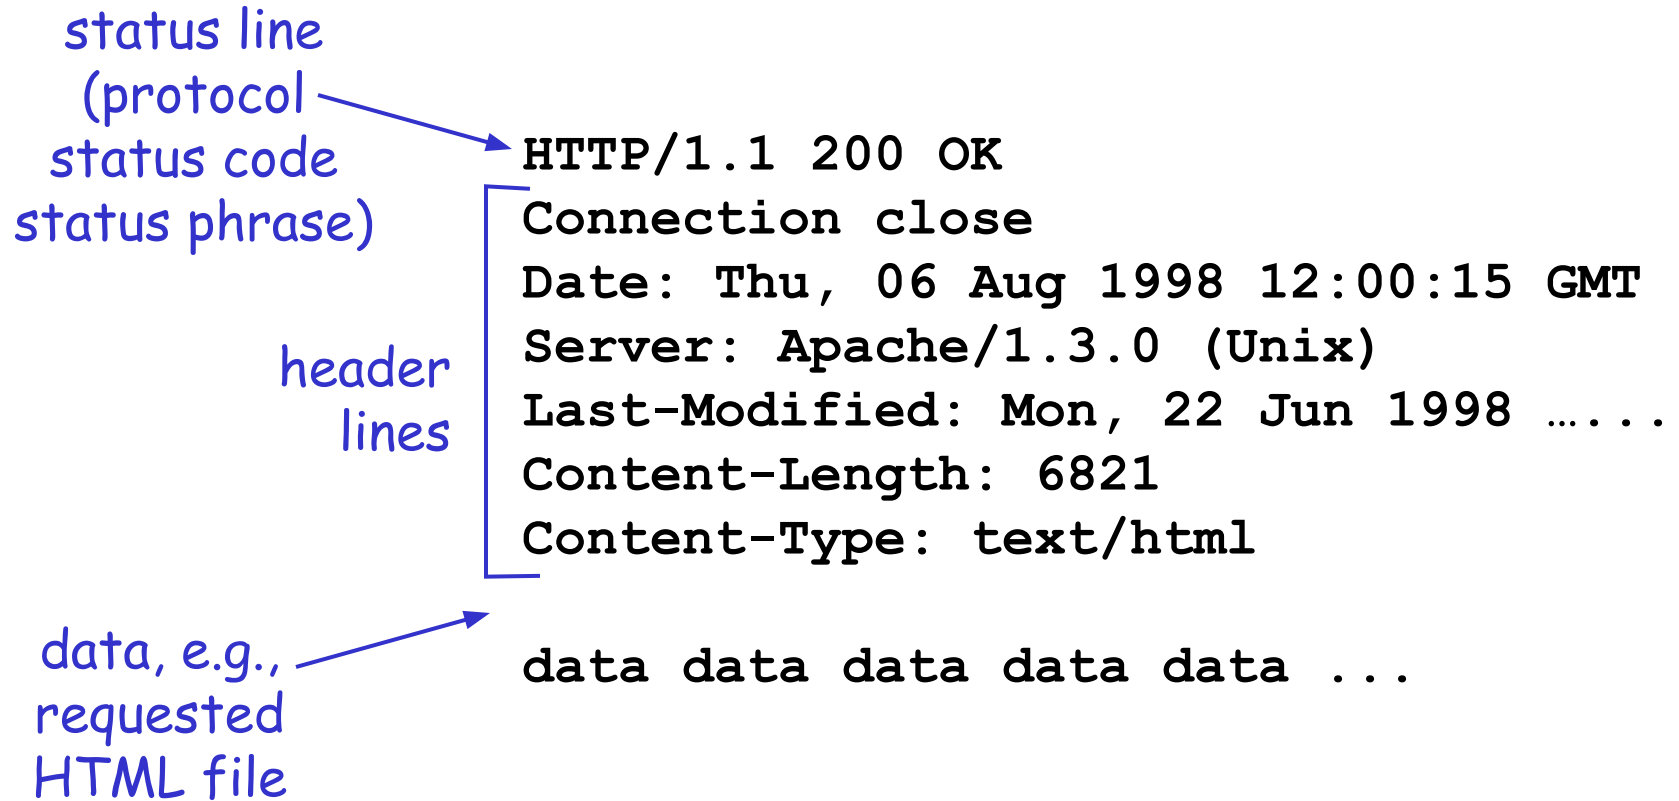 status line
(protocol
status code
status phrase)
HTTP/1.1 200 OK
Connection close
Date: Thu, 06 Aug 1998 12:00:15 GMT
Server: Apache/1.3.0 (Unix)
Last-Modified: Mon, 22 Jun 1998 …...
Content-Length: 6821
Content-Type: text/html
header
lines
data, e.g.,
requested
HTML file
data data data data data ...